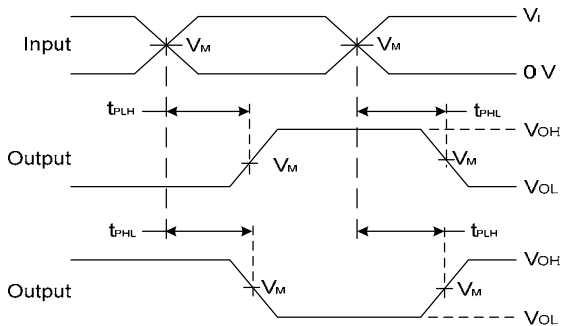 VI
Input VM VM
0 V
tPLH tPHL
VOH
Output VM VM
VOL
tPHL tPLH
VOH
Output VM VM
VOL